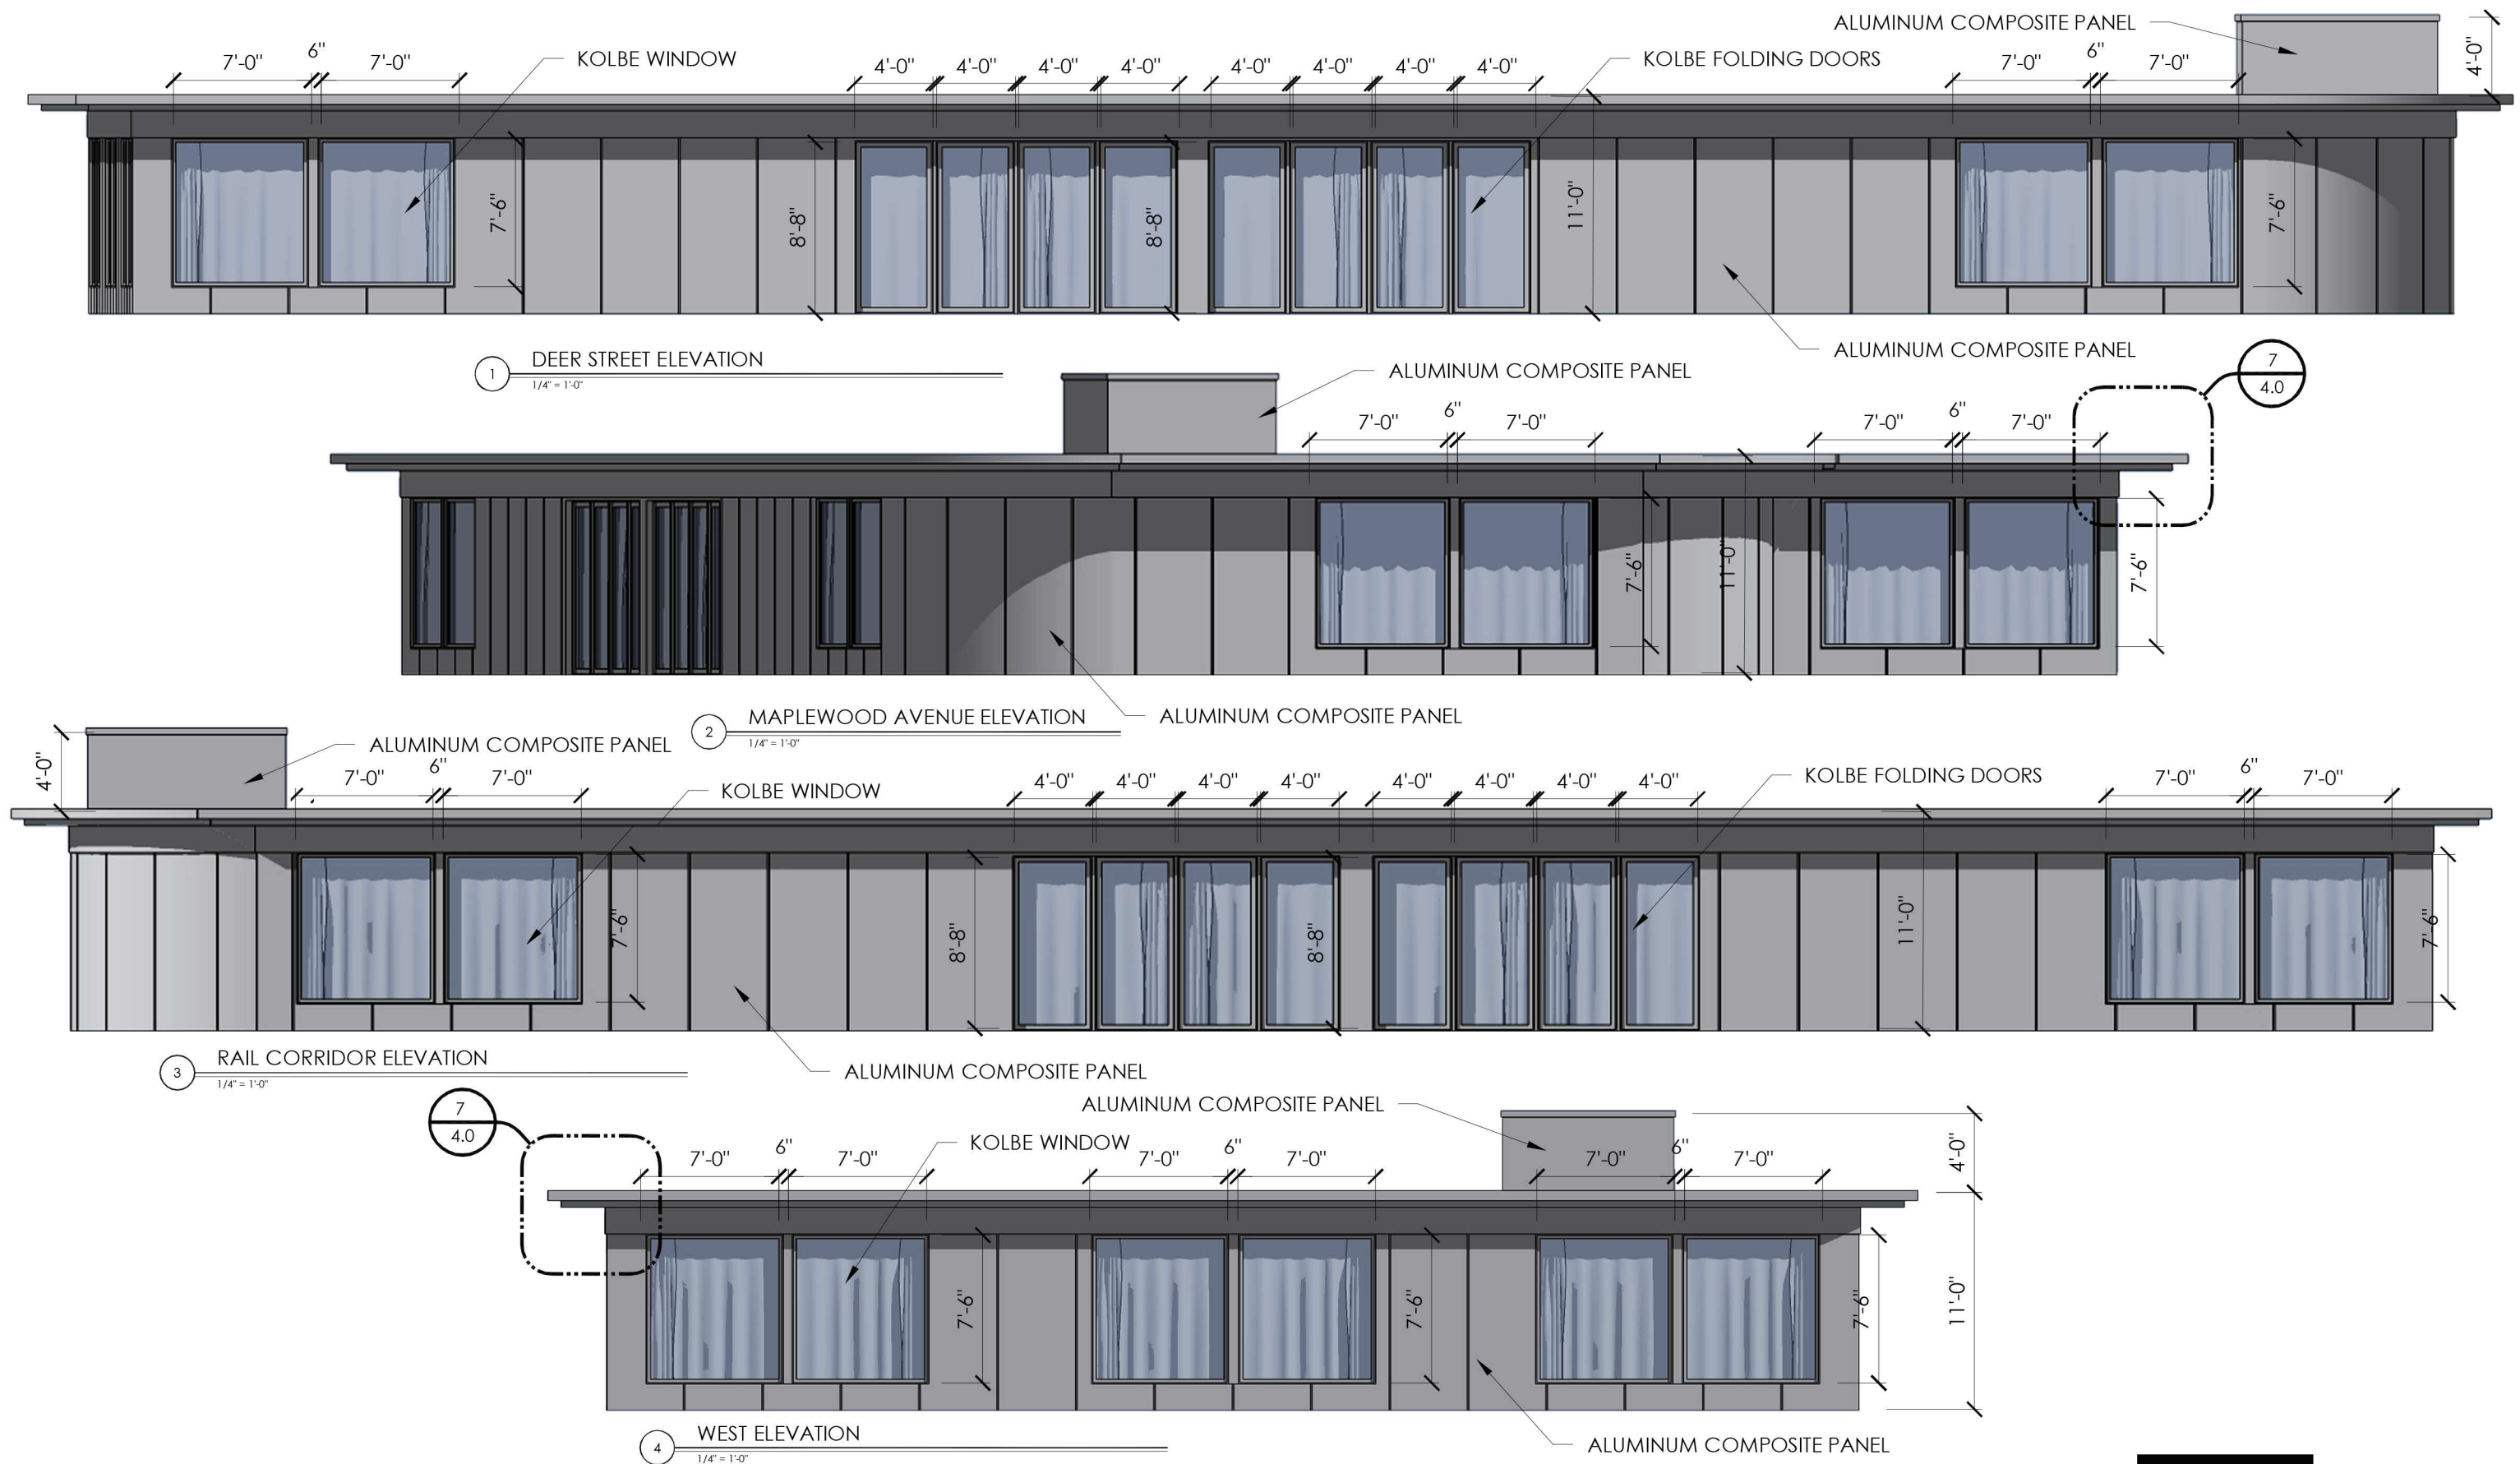 ALUMINUM COMPOSITE PANEL
7'-0" 6" 7'-0" KOLBE WINDOW 4'-0" 4'-0" 4'-0" 4'-0" 4'-0" 4'-0" 4'-0" 4'-0" KOLBE FOLDING DOORS 7'-0" 6" 7'-0" 4'-0"
7'-6" 8'-8" 8'-8" 11'-0" 7'-6"
ALUMINUM COMPOSITE PANEL
1 DEER STREET ELEVATION
1/4" = 1'-0"
ALUMINUM COMPOSITE PANEL
7
4.0
7'-0" 6" 7'-0" 7'-0" 6" 7'-0"
7'-6" 11'-0" 7'-6"
2 MAPLEWOOD AVENUE ELEVATION
1/4" = 1'-0"
ALUMINUM COMPOSITE PANEL
4'-0" ALUMINUM COMPOSITE PANEL
7'-0" 6" 7'-0" KOLBE WINDOW 4'-0" 4'-0" 4'-0" 4'-0" 4'-0" 4'-0" 4'-0" 4'-0" KOLBE FOLDING DOORS 7'-0" 6" 7'-0"
7'-6" 8'-8" 8'-8" 11'-0" 7'-6"
3 RAIL CORRIDOR ELEVATION
1/4" = 1'-0"
ALUMINUM COMPOSITE PANEL
7
4.0
ALUMINUM COMPOSITE PANEL
7'-0" 6" 7'-0" KOLBE WINDOW 7'-0" 6" 7'-0" 7'-0" 6" 7'-0" 4'-0"
7'-6" 7'-6" 7'-6" 11'-0"
4 WEST ELEVATION
1/4" = 1'-0"
ALUMINUM COMPOSITE PANEL